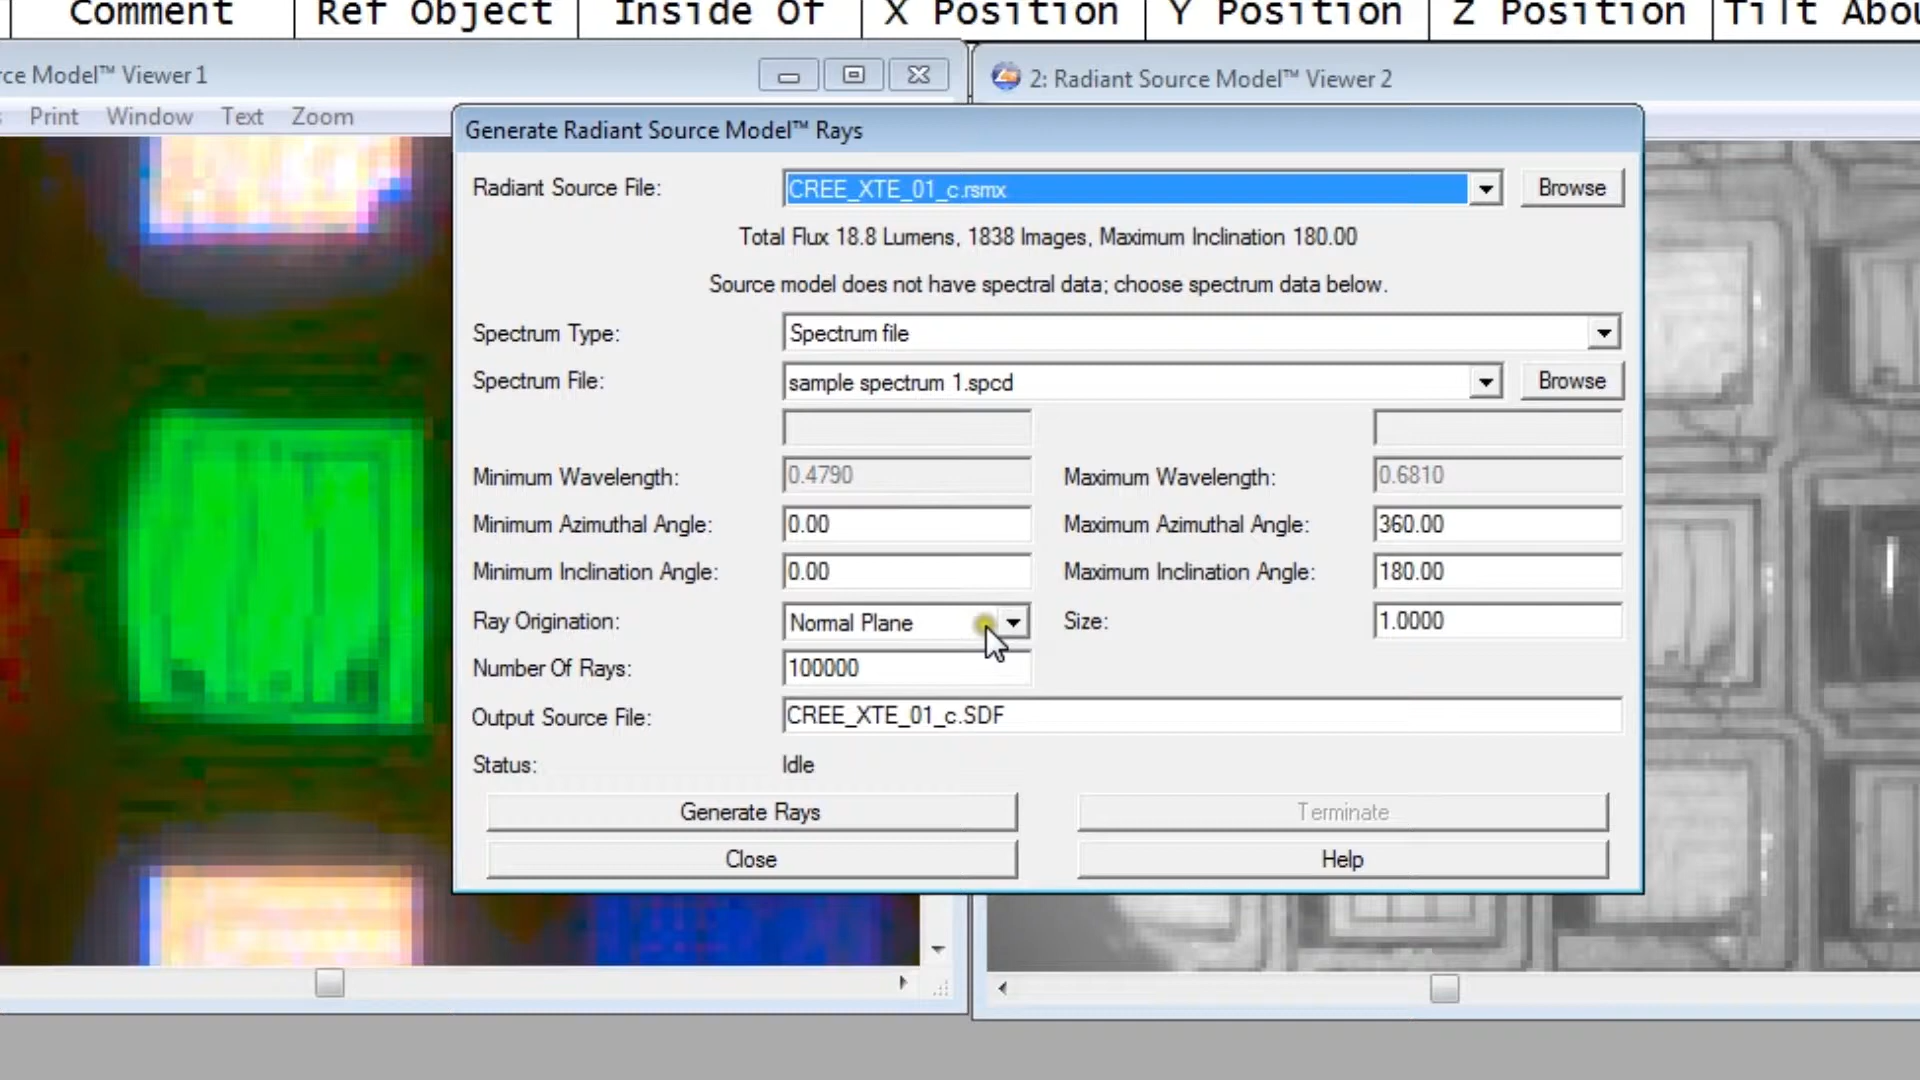 Comment Ref Object Inside Of X Position Y Position Z Position Tilt Abou
ce Model™ Viewer 1
2: Radiant Source Model™ Viewer 2
Print Window Text Zoom
Generate Radiant Source Model™ Rays
Radiant Source File: CREE_XTE_01_c.rsmx Browse
Total Flux 18.8 Lumens, 1838 Images, Maximum Inclination 180.00
Source model does not have spectral data; choose spectrum data below.
Spectrum Type: Spectrum file
Spectrum File: sample spectrum 1.spcd Browse
Minimum Wavelength: 0.4790 Maximum Wavelength: 0.6810
Minimum Azimuthal Angle: 0.00 Maximum Azimuthal Angle: 360.00
Minimum Inclination Angle: 0.00 Maximum Inclination Angle: 180.00
Ray Origination: Normal Plane Size: 1.0000
Number Of Rays: 100000
Output Source File: CREE_XTE_01_c.SDF
Status: Idle
Generate Rays Terminate
Close Help